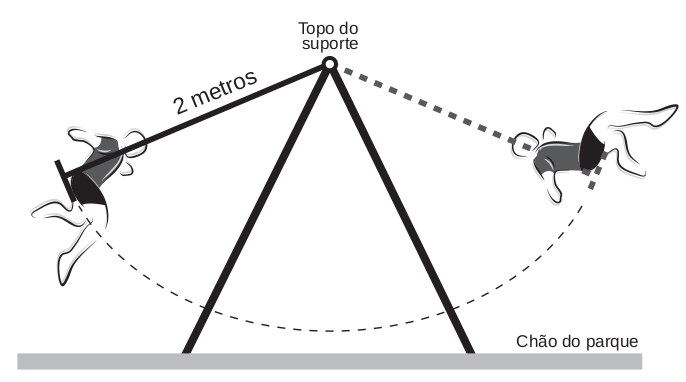 Topo do
suporte
2 metros
Chão do parque